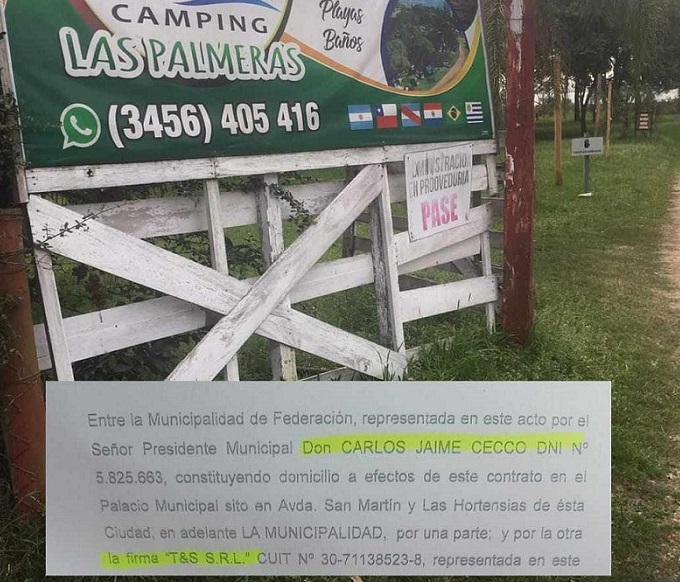 CAMPING
LAS PALMERAS
Playas
Baños
(3456) 405 416
ADMINISTRACION
EN PROOVEDURIA
PASE
Entre la Municipalidad de Federación, representada en este acto por el
Señor Presidente Municipal Don CARLOS JAIME CECCO DNI Nº
5.825.663, constituyendo domicilio a efectos de este contrato en el
Palacio Municipal sito en Avda. San Martín y Las Hortensias de ésta
Ciudad, en adelante LA MUNICIPALIDAD, por una parte; y por la otra
la firma "T&S S.R.L." CUIT Nº 30-71138523-8, representada en este